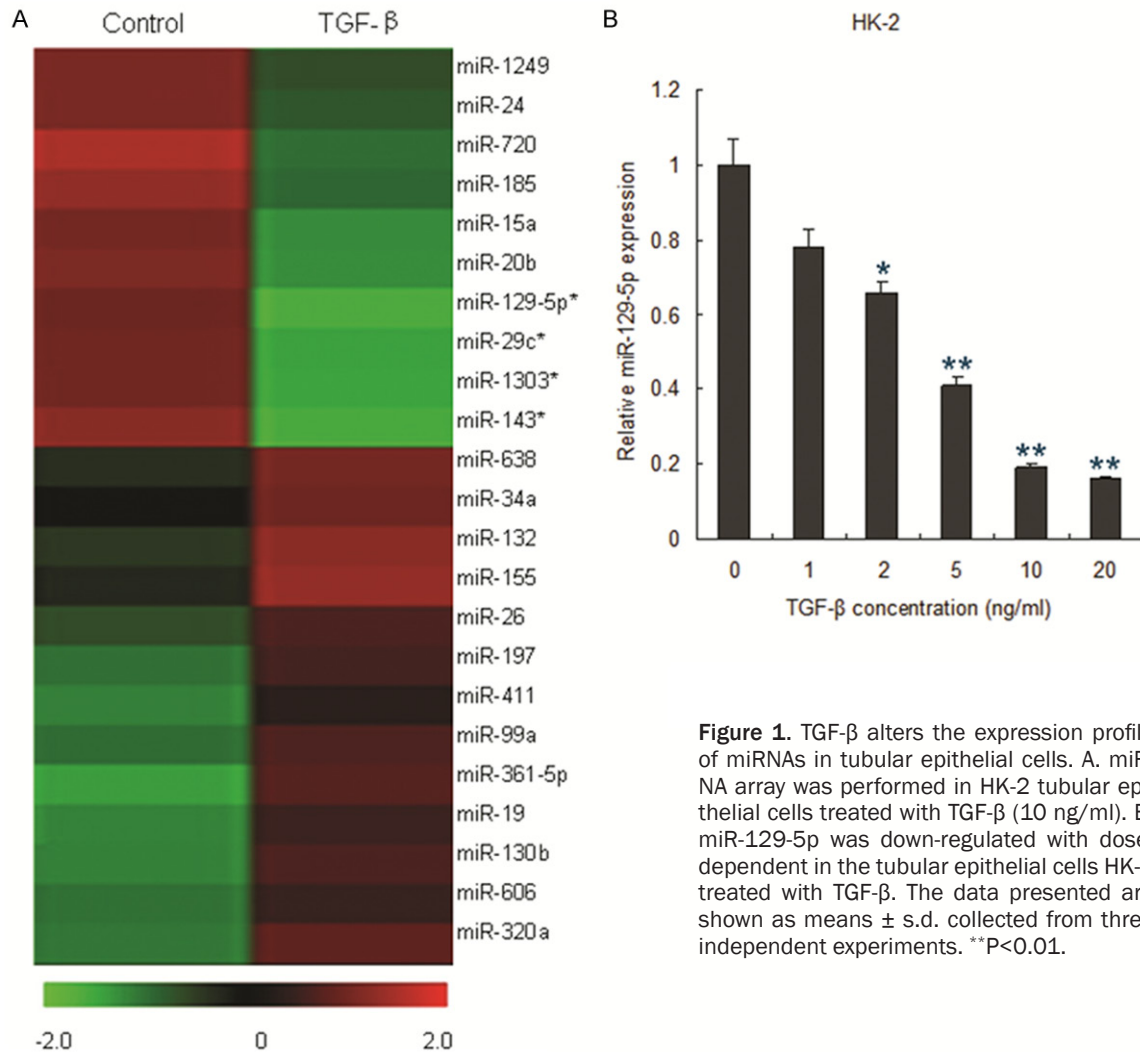 A
Control TGF-β
miR-1249
miR-24
miR-720
miR-185
miR-15a
miR-20b
miR-129-5p*
miR-29c*
miR-1303*
miR-143*
miR-638
miR-34a
miR-132
miR-155
miR-26
miR-197
miR-411
miR-99a
miR-361-5p
miR-19
miR-130b
miR-606
miR-320a
-2.0 0 2.0
B
HK-2
Relative miR-129-5p expression
1.2
1
0.8
0.6
0.4
0.2
0
*
**
**
**
0 1 2 5 10 20
TGF-β concentration (ng/ml)
Figure 1. TGF-β alters the expression profil
of miRNAs in tubular epithelial cells. A. miR
NA array was performed in HK-2 tubular ep
thelial cells treated with TGF-β (10 ng/ml).
miR-129-5p was down-regulated with dose
dependent in the tubular epithelial cells HK-
treated with TGF-β. The data presented ar
shown as means ± s.d. collected from thre
independent experiments. **P<0.01.